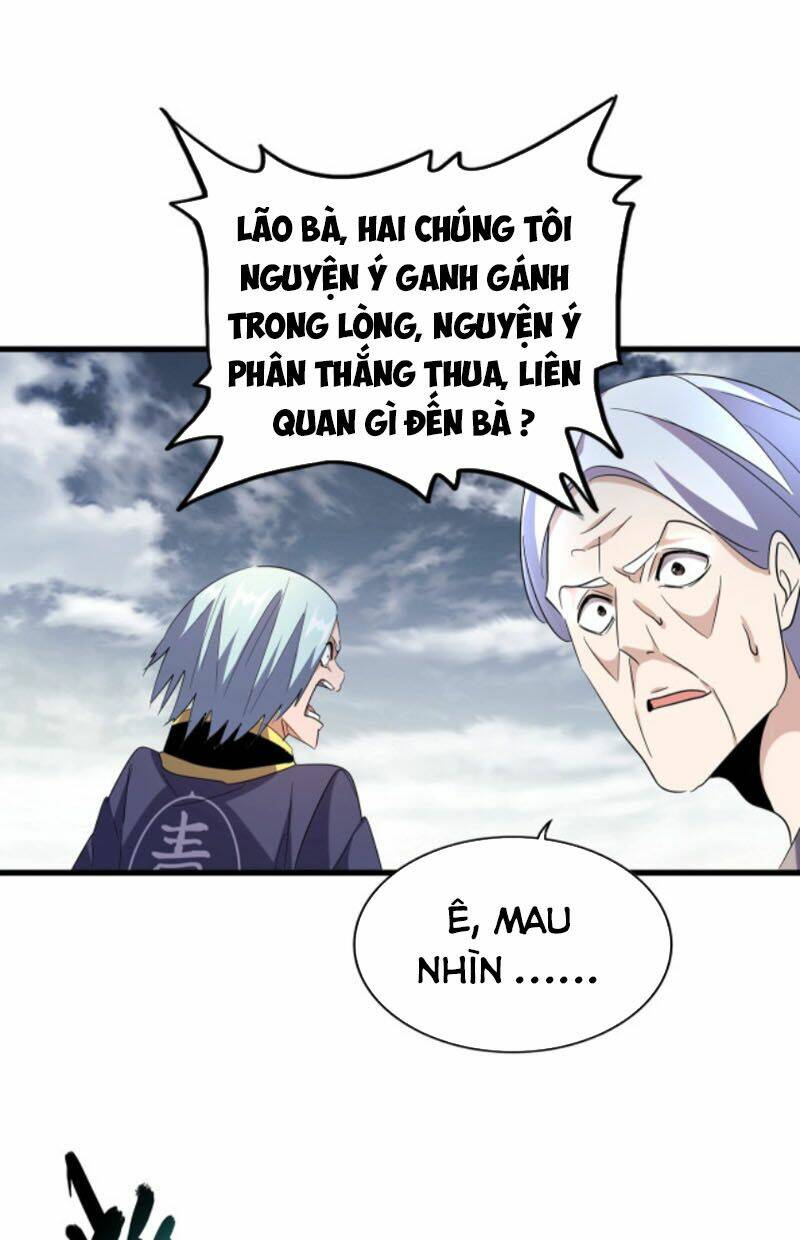 LÃO BÀ, HAI CHÚNG TÔI
NGUYỆN Ý GANH GÁNH
TRONG LÒNG, NGUYỆN Ý
PHÂN THẮNG THUA, LIÊN
QUAN GÌ ĐẾN BÀ ?
青
Ê, MAU
NHÌN ......